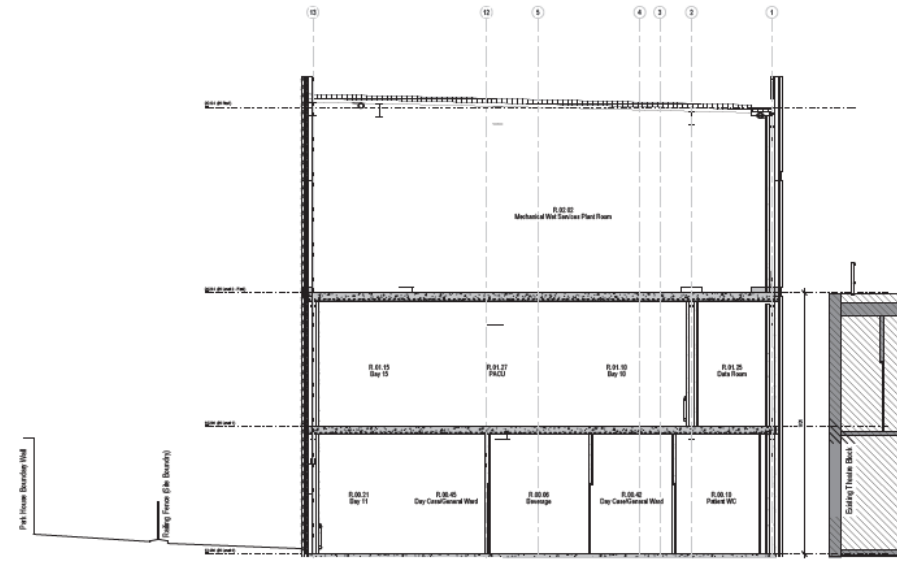 13
12
5
4
3
2
1
R.02.02
Mechanical Wet Services Plant Room
R.01.15
Bay 15
R.01.27
PACU
R.01.10
Bay 10
R.01.25
Data Room
R.00.21
Bay 11
R.00.45
Day Case/General Ward
R.00.06
Beverage
R.00.42
Day Case/General Ward
R.00.10
Patient WC
Park House Boundary Wall
Railing Fence (Site Boundry)
Existing Theatre Block